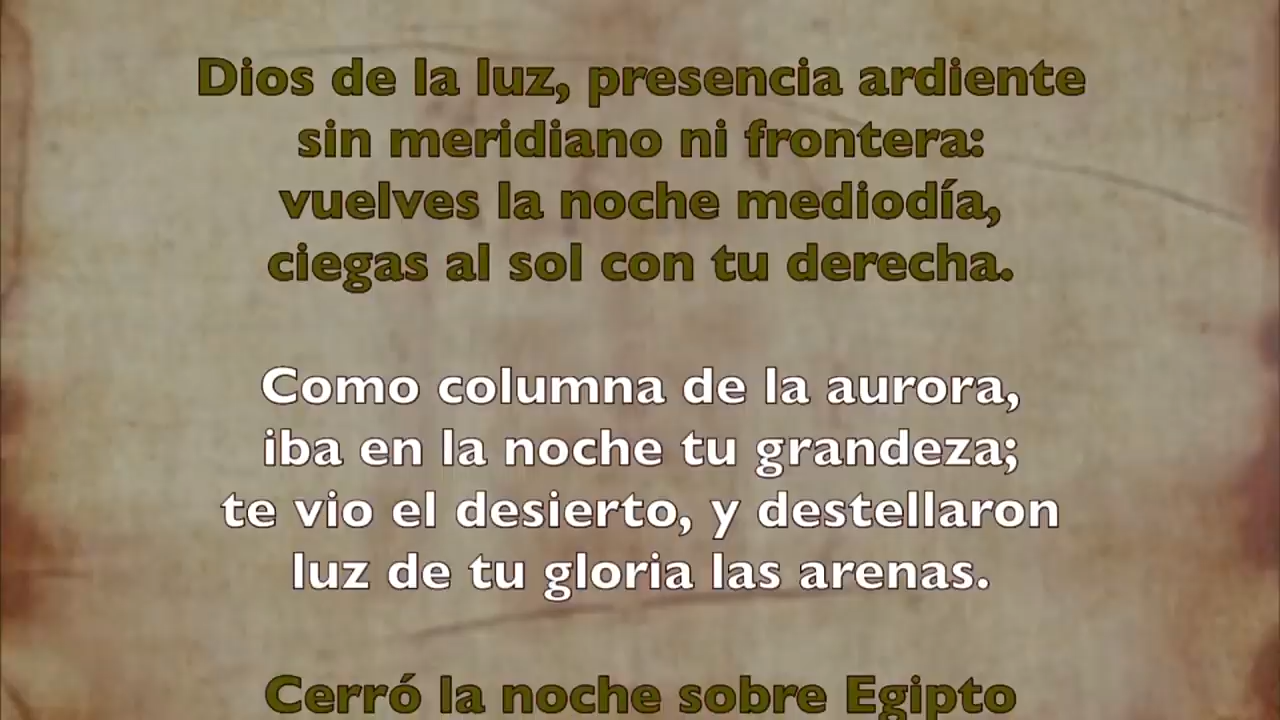 Dios de la luz, presencia ardiente
sin meridiano ni frontera:
vuelves la noche mediodía,
ciegas al sol con tu derecha.
Como columna de la aurora,
iba en la noche tu grandeza;
te vio el desierto, y destellaron
luz de tu gloria las arenas.
Cerró la noche sobre Egipto